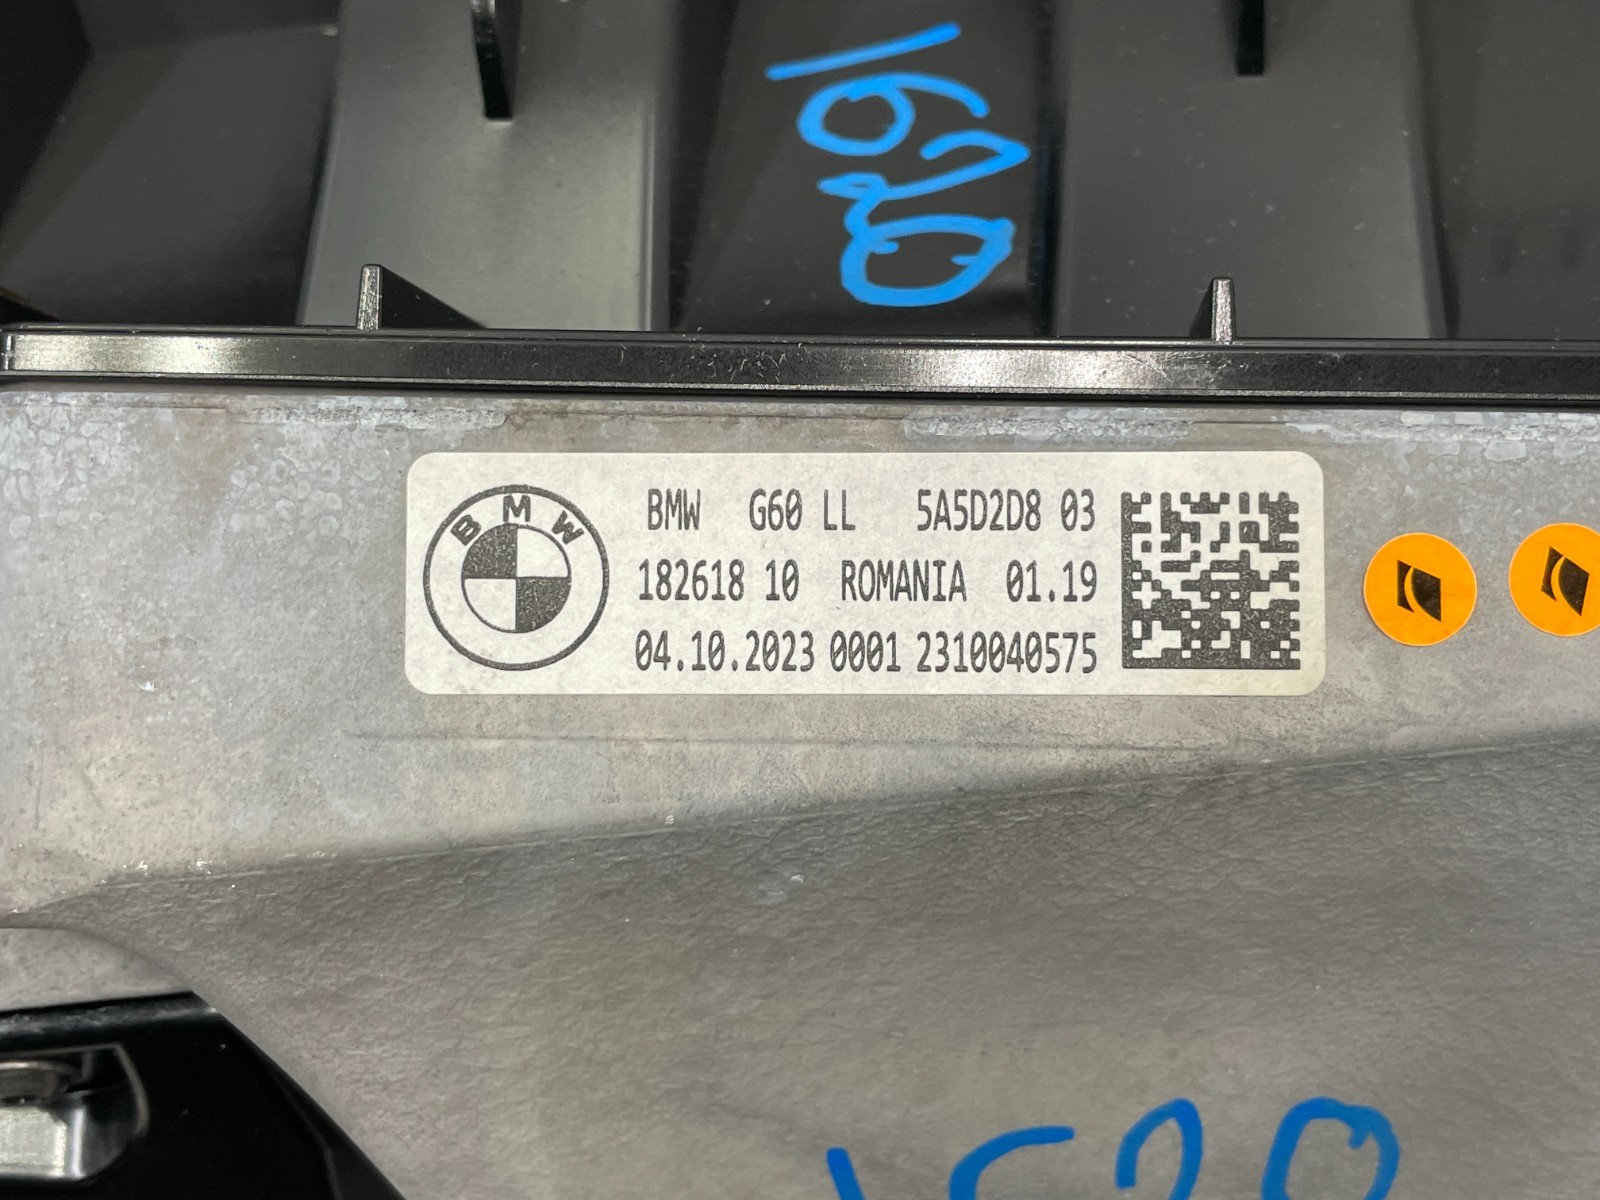 1620
BMW
BMW G60 LL 5A5D2D8 03
182618 10 ROMANIA 01.19
04.10.2023 0001 2310040575